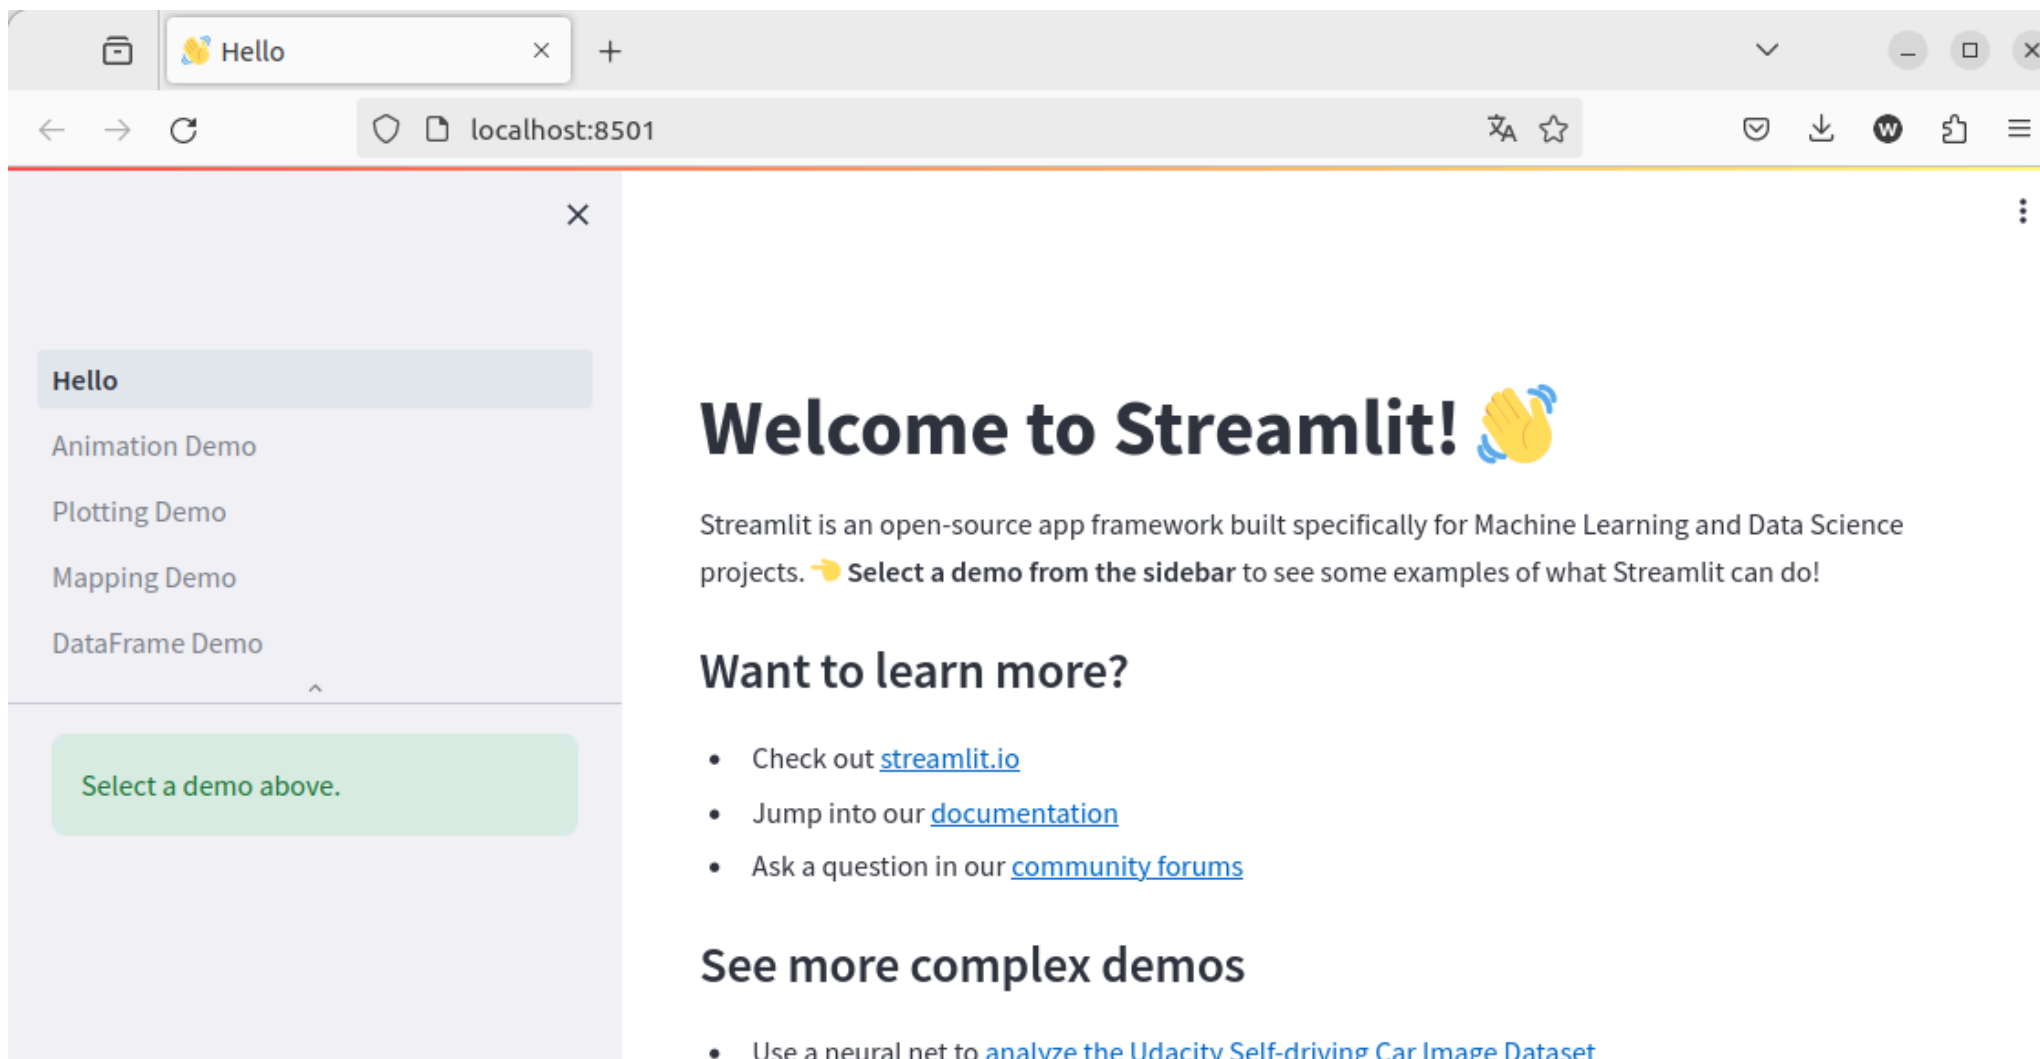 Hello
localhost:8501
Hello
Animation Demo
Plotting Demo
Mapping Demo
DataFrame Demo
Select a demo above.
Welcome to Streamlit! 👋
Streamlit is an open-source app framework built specifically for Machine Learning and Data Science
projects. 👈 Select a demo from the sidebar to see some examples of what Streamlit can do!
Want to learn more?
• Check out streamlit.io
• Jump into our documentation
• Ask a question in our community forums
See more complex demos
• Use a neural net to analyze the Udacity Self-driving Car Image Dataset